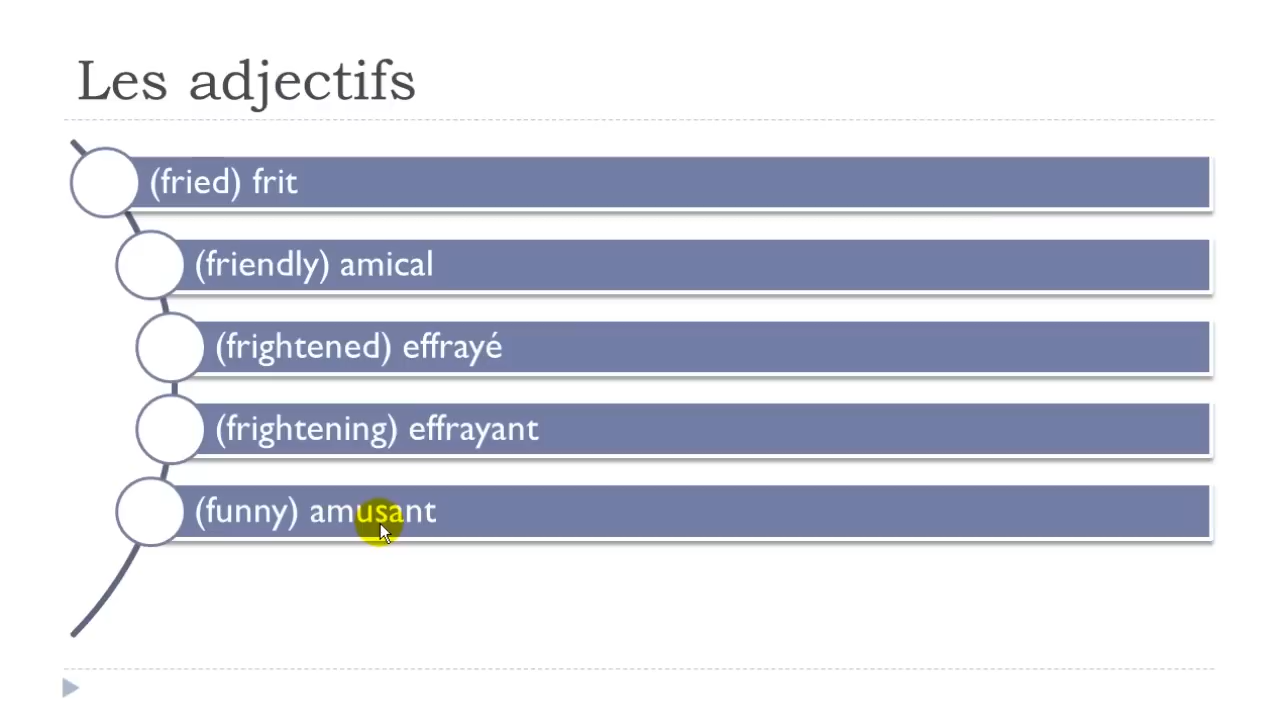 Les adjectifs
(fried) frit
(friendly) amical
(frightened) effrayé
(frightening) effrayant
(funny) amusant